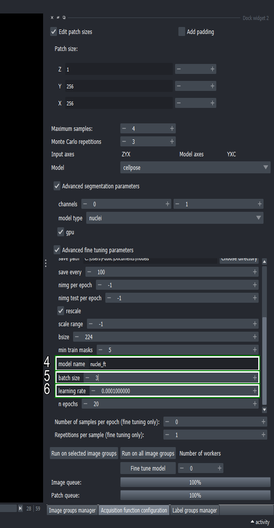 Dock widget 1
Edit patch sizes Add padding
Patch size:
Z 1
Y 256
X 256
Maximum samples: 4
Monte Carlo repetitions 3
Input axes ZYX Model axes YXC
Model cellpose
Advanced segmentation parameters
channels 0 1
model type nuclei
gpu
Advanced fine tuning parameters
save path Choose directory
save every 100
nimg per epoch -1
nimg test per epoch -1
rescale
scale range -1
bsize 224
min train masks 5
4 model name nuclei_ft
5 batch size
6 learning rate 0.0001000000
n epochs 20
Number of samples per epoch (fine tuning only): 0
Repetitions per sample (fine tuning only): 1
Run on selected image groups Run on all image groups Number of workers
Fine tune model 0
Image queue: 100%
Patch queue: 100%
28 59 Image groups manager Acquisition function configuration Label groups manager
activity